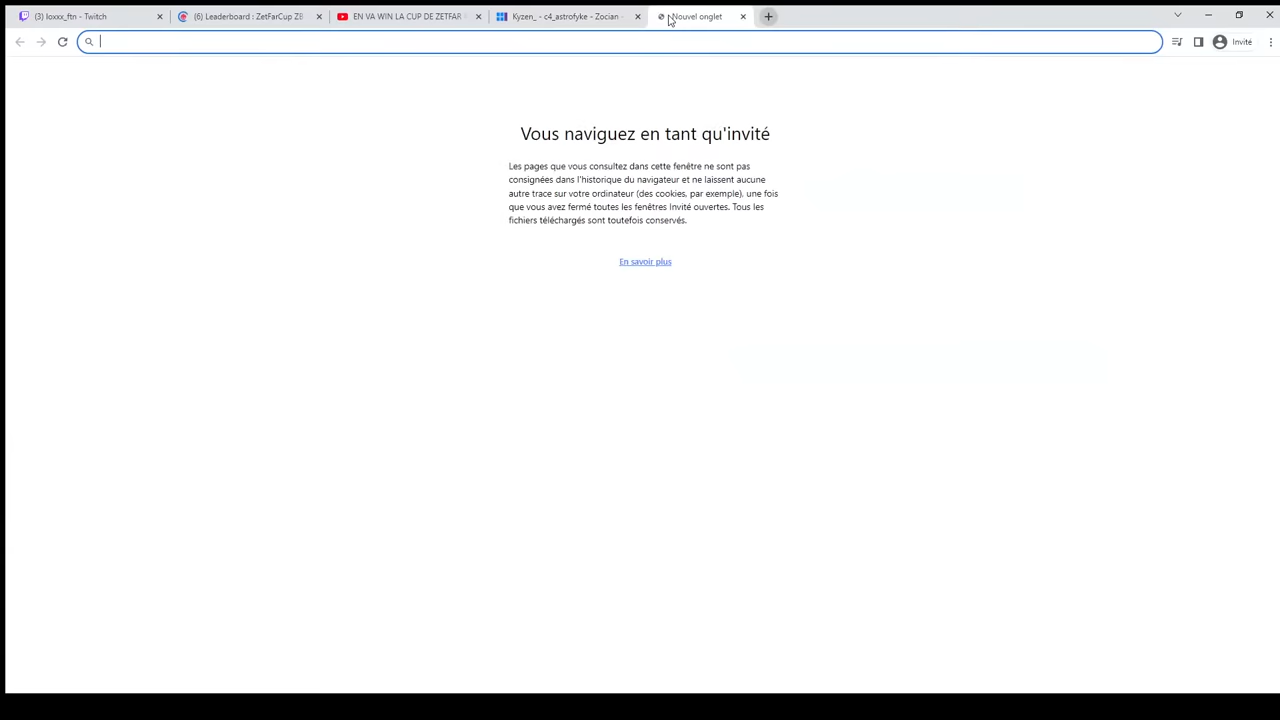 (3) loxxx_ftn - Twitch
(6) Leaderboard : ZetFarCup ZB
EN VA WIN LA CUP DE ZETFAR
Kyzen_ - c4_astrofyke - Zocian
Nouvel onglet
Invité
Vous naviguez en tant qu'invité
Les pages que vous consultez dans cette fenêtre ne sont pas
consignées dans l'historique du navigateur et ne laissent aucune
autre trace sur votre ordinateur (des cookies, par exemple), une fois
que vous avez fermé toutes les fenêtres Invité ouvertes. Tous les
fichiers téléchargés sont toutefois conservés.
En savoir plus